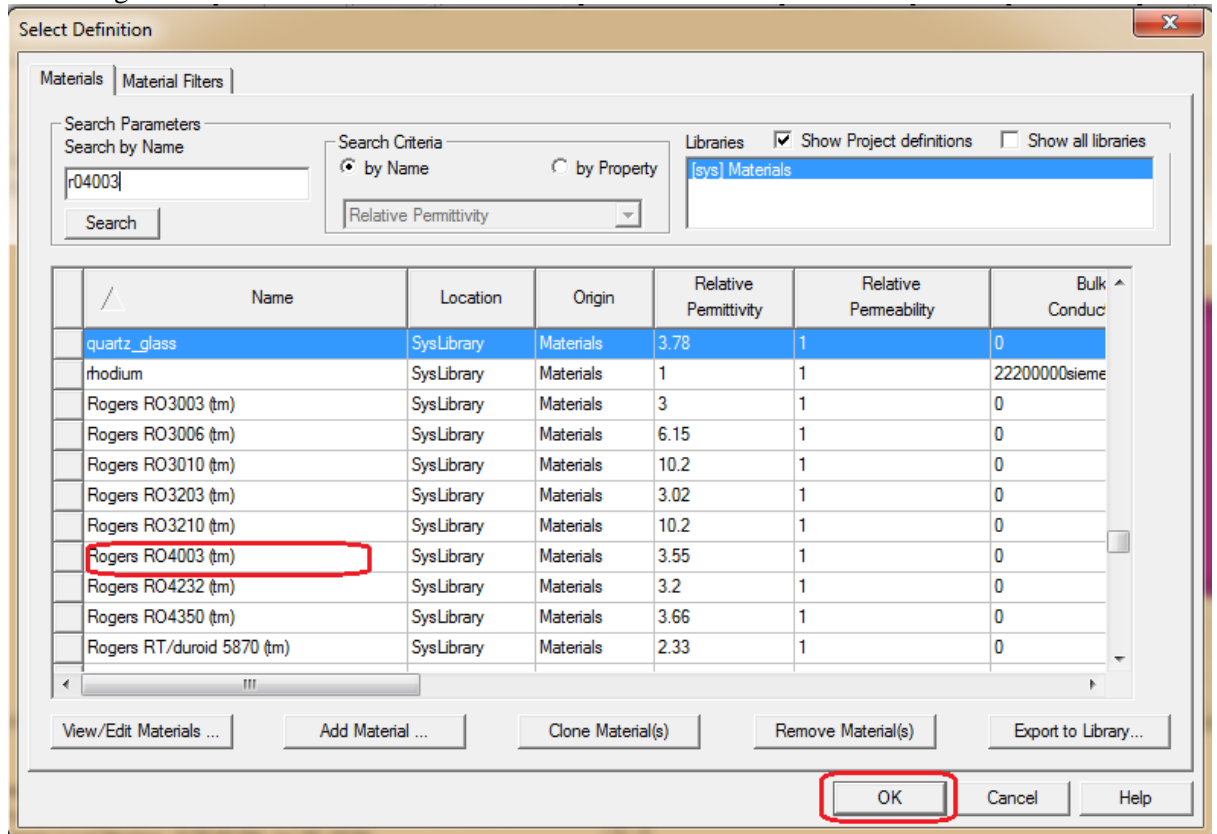 Select Definition
X
Materials Material Filters
Search Parameters
Search by Name
r04003
Search
Search Criteria
by Name by Property
Relative Permittivity
Libraries Show Project definitions Show all libraries
[sys] Materials
Name Location Origin Relative Permittivity Relative Permeability Bulk Conduc
quartz_glass SysLibrary Materials 3.78 1 0
rhodium SysLibrary Materials 1 1 22200000sieme
Rogers RO3003 (tm) SysLibrary Materials 3 1 0
Rogers RO3006 (tm) SysLibrary Materials 6.15 1 0
Rogers RO3010 (tm) SysLibrary Materials 10.2 1 0
Rogers RO3203 (tm) SysLibrary Materials 3.02 1 0
Rogers RO3210 (tm) SysLibrary Materials 10.2 1 0
Rogers RO4003 (tm) SysLibrary Materials 3.55 1 0
Rogers RO4232 (tm) SysLibrary Materials 3.2 1 0
Rogers RO4350 (tm) SysLibrary Materials 3.66 1 0
Rogers RT/duroid 5870 (tm) SysLibrary Materials 2.33 1 0
View/Edit Materials ... Add Material ... Clone Material(s) Remove Material(s) Export to Library...
OK Cancel Help